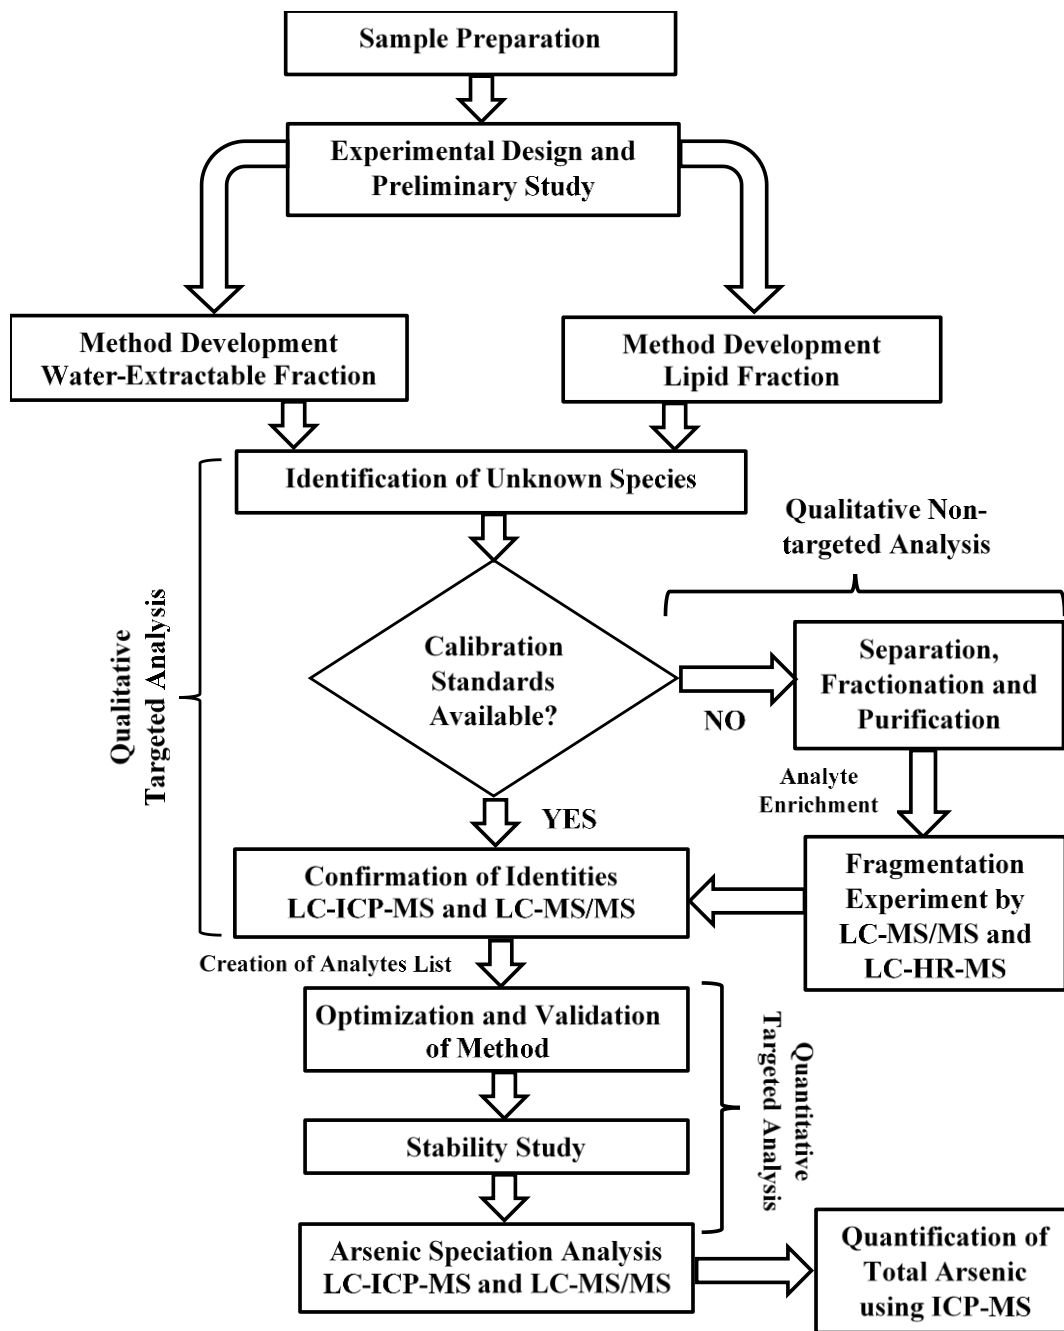 Sample Preparation
Experimental Design and
Preliminary Study
Method Development
Water-Extractable Fraction
Method Development
Lipid Fraction
Identification of Unknown Species
Qualitative Non-
targeted Analysis
Qualitative
Targeted Analysis
Calibration
Standards
Available?
NO
Separation,
Fractionation and
Purification
Analyte
Enrichment
YES
Confirmation of Identities
LC-ICP-MS and LC-MS/MS
Fragmentation
Experiment by
LC-MS/MS and
LC-HR-MS
Creation of Analytes List
Optimization and Validation
of Method
Quantitative
Targeted Analysis
Stability Study
Arsenic Speciation Analysis
LC-ICP-MS and LC-MS/MS
Quantification of
Total Arsenic
using ICP-MS